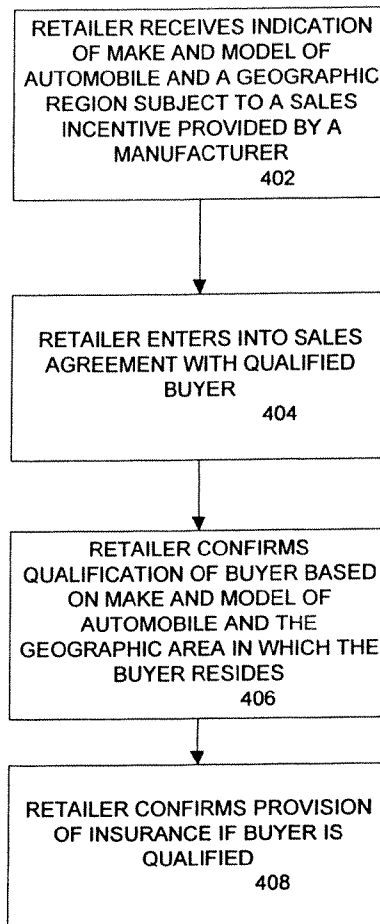 RETAILER RECEIVES INDICATION
OF MAKE AND MODEL OF
AUTOMOBILE AND A GEOGRAPHIC
REGION SUBJECT TO A SALES
INCENTIVE PROVIDED BY A
MANUFACTURER
402
RETAILER ENTERS INTO SALES
AGREEMENT WITH QUALIFIED
BUYER
404
RETAILER CONFIRMS
QUALIFICATION OF BUYER BASED
ON MAKE AND MODEL OF
AUTOMOBILE AND THE
GEOGRAPHIC AREA IN WHICH THE
BUYER RESIDES
406
RETAILER CONFIRMS PROVISION
OF INSURANCE IF BUYER IS
QUALIFIED
408